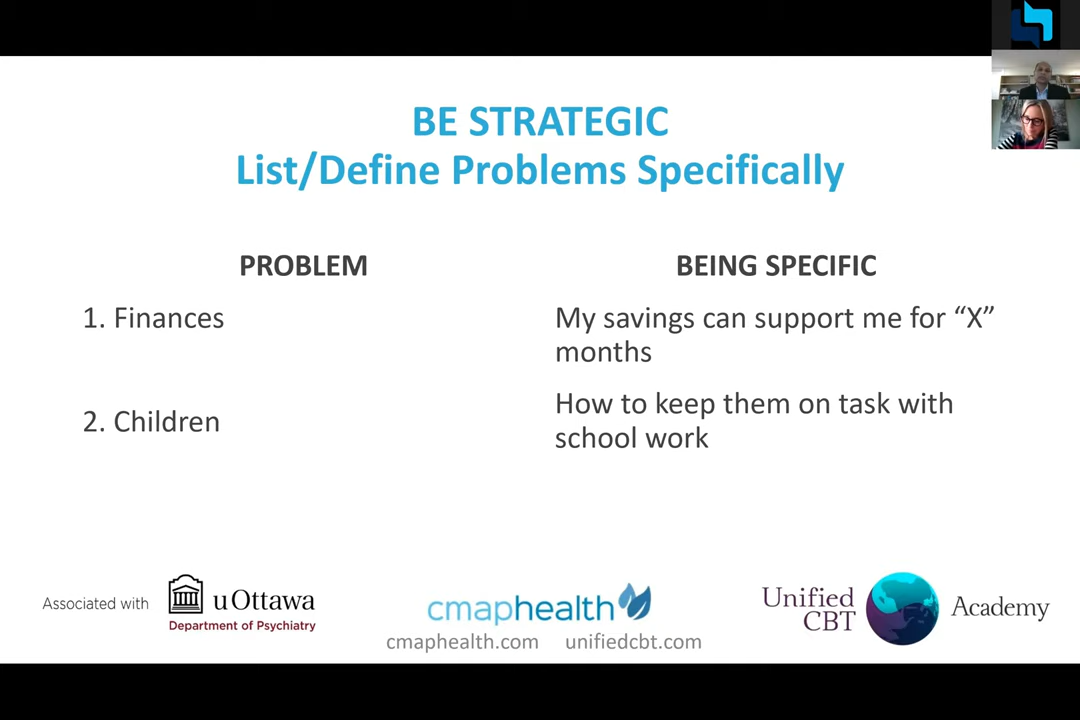 BE STRATEGIC
List/Define Problems Specifically
PROBLEM
BEING SPECIFIC
1. Finances
My savings can support me for “X”
months
2. Children
How to keep them on task with
school work
Associated with
uOttawa
Department of Psychiatry
cmaphealth
cmaphealth.com unifiedcbt.com
Unified
CBT
Academy